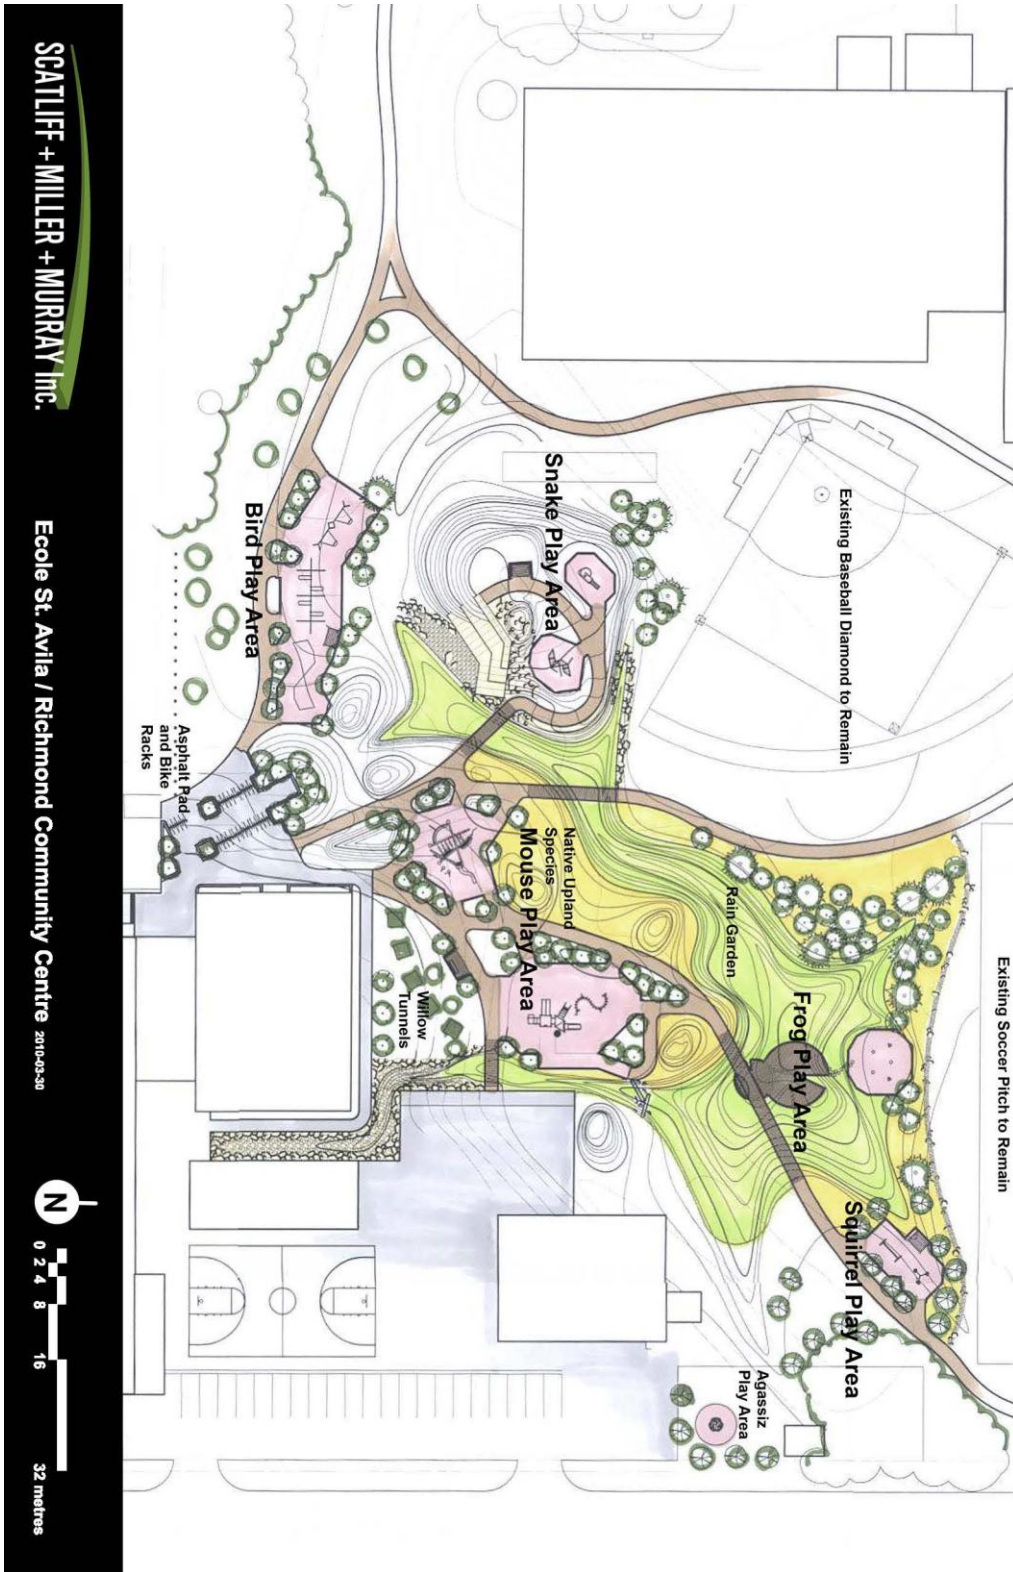 Existing Soccer Pitch to Remain
Existing Baseball Diamond to Remain
Squirrel Play Area
Frog Play Area
Agassiz
Play Area
Rain Garden
Snake Play Area
Native Upland
Species
Mouse Play Area
Willow
Tunnels
Bird Play Area
Asphalt Pad
and Bike
Racks
SCATLIFF + MILLER + MURRAY Inc.
Ecole St. Avila / Richmond Community Centre 2010-03-30
N
0 2 4 8 16 32 metres